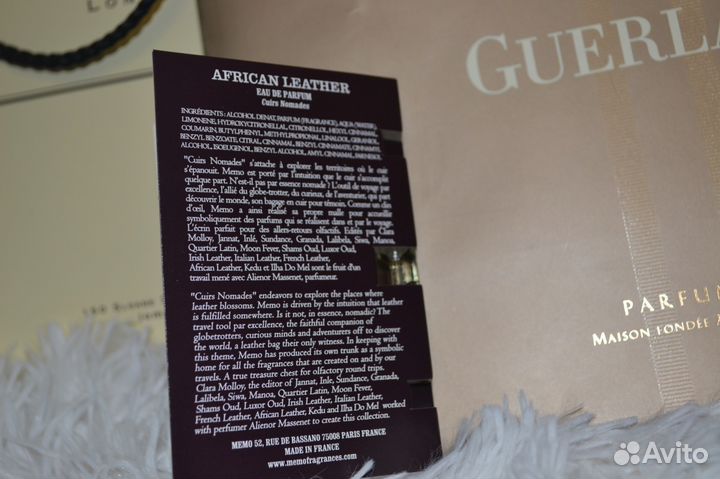 LON
GUERLA
AFRICAN LEATHER
EAU DE PARFUM
Cuirs Nomades
INGRÉDIENTS : ALCOHOL DENAT, PARFUM (FRAGRANCE), AQUA (WATER),
LIMONENE, HYDROXYCITRONELLAL, CITRONELLOL, HEXYL CINNAMAL,
COUMARIN, BUTYLPHENYL, METHYLPROPIONAL, LINALOOL, GERANIOL,
BENZYL BENZOATE, CITRAL, CINNAMAL, BENZYL CINNAMATE, CINNAMYL
ALCOHOL, ISOEUGENOL, BENZYL ALCOHOL, AMYL CINNAMAL, FARNESOL
"Cuirs Nomades" s'attache à explorer les territoires où le cuir
s'épanouit. Memo est porté par l'intuition que le cuir s'accomplit
quelque part. N'est-il pas par essence nomade ? L'outil de voyage par
excellence, l'allié du globe-trotter, du curieux, de l'aventurier, qui part
découvrir le monde, son bagage en cuir pour témoin. Comme un clin
d'œil, Memo a ainsi réalisé sa propre malle pour accueillir
symboliquement des parfums qui se réalisent dans et par le voyage.
L'écrin parfait pour des allers-retours olfactifs. Edités par Clara
Molloy, Jannat, Inlé, Sundance, Granada, Lalibela, Siwa, Manoa,
Quartier Latin, Moon Fever, Shams Oud, Luxor Oud,
Irish Leather, Italian Leather, French Leather,
African Leather, Kedu et Ilha Do Mel sont le fruit d'un
travail mené avec Alienor Massenet, parfumeur.
"Cuirs Nomades" endeavors to explore the places where
leather blossoms. Memo is driven by the intuition that leather
is fulfilled somewhere. Is it not, in essence, nomadic? The
travel tool par excellence, the faithful companion of
globetrotters, curious minds and adventurers off to discover
the world, a leather bag their only witness. In keeping with
this theme, Memo has produced its own trunk as a symbolic
home for all the fragrances that are created on and by our
travels. A true treasure chest for olfactory round trips.
Clara Molloy, the editor of Jannat, Inle, Sundance, Granada,
Lalibela, Siwa, Manoa, Quartier Latin, Moon Fever,
Shams Oud, Luxor Oud, Irish Leather, Italian Leather,
French Leather, African Leather, Kedu and Ilha Do Mel worked
with perfumer Alienor Massenet to create this collection.
MEMO 52, RUE DE BASSANO 75008 PARIS FRANCE
MADE IN FRANCE
www.memofragrances.com
PARFUM
MAISON FONDÉE
Avito